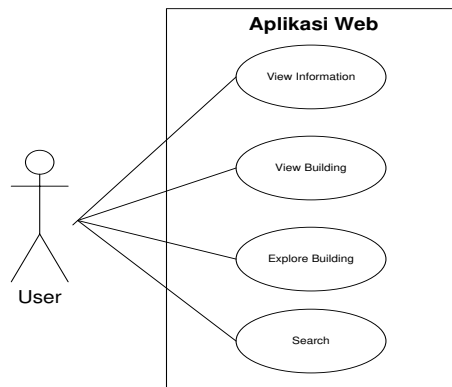 Aplikasi Web
View Information
View Building
Explore Building
Search
User